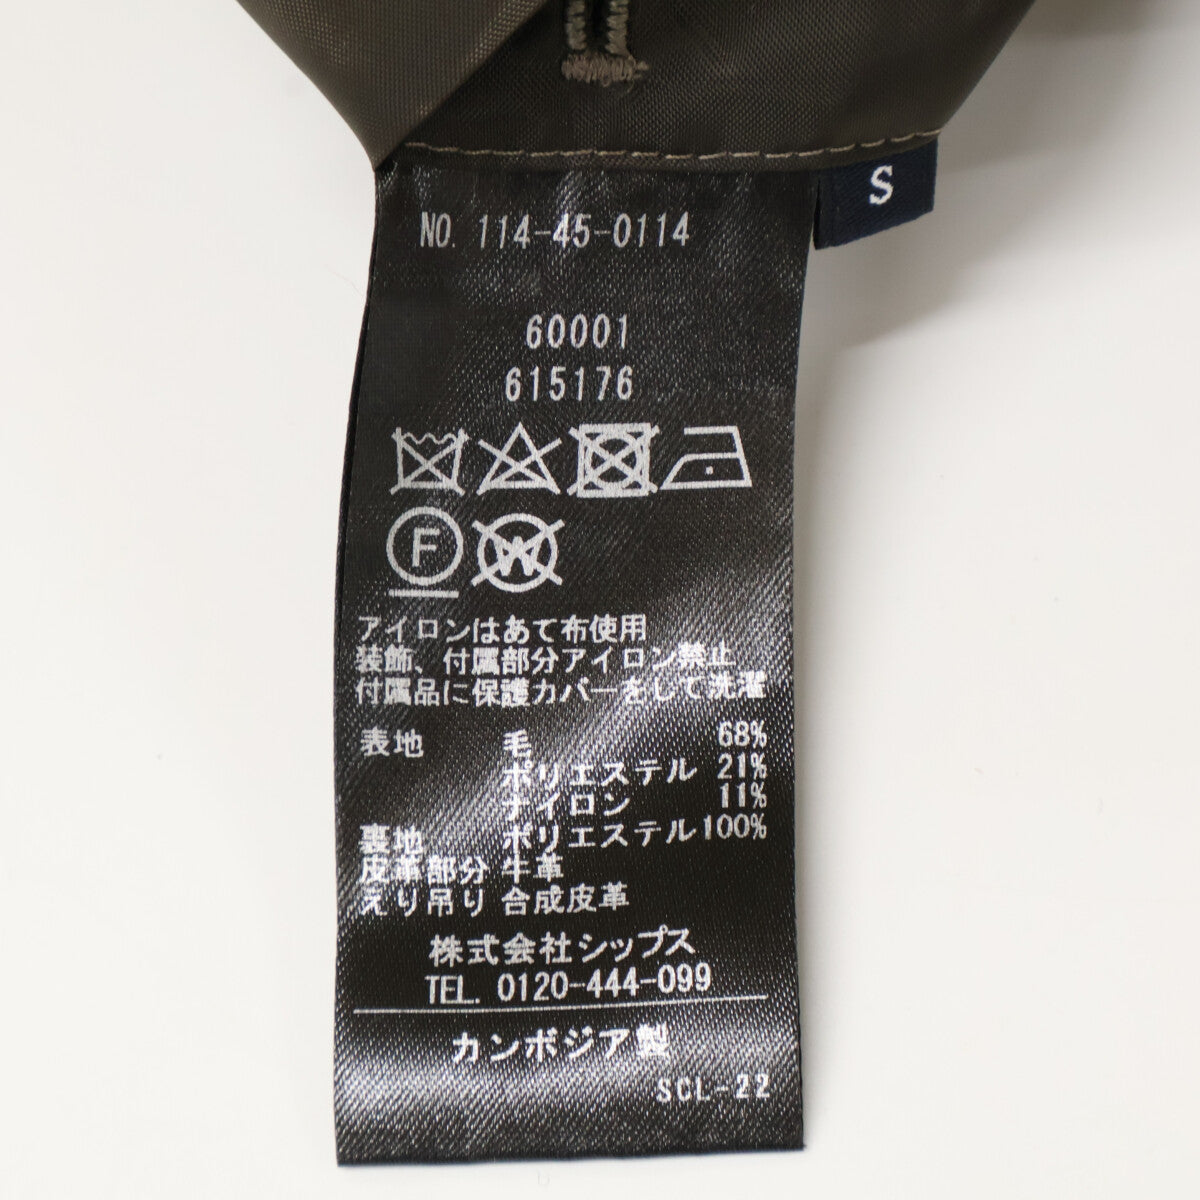 S
NO. 114-45-0114
60001
615176
F
W
アイロンはあて布使用
装飾、付属部分アイロン禁止
付属品に保護カバーをして洗濯
表地 毛 68%
ポリエステル 21%
ナイロン 11%
裏地 ポリエステル100%
皮革部分 牛革
えり吊り 合成皮革
株式会社シップス
TEL. 0120-444-099
カンボジア製
SCL-22